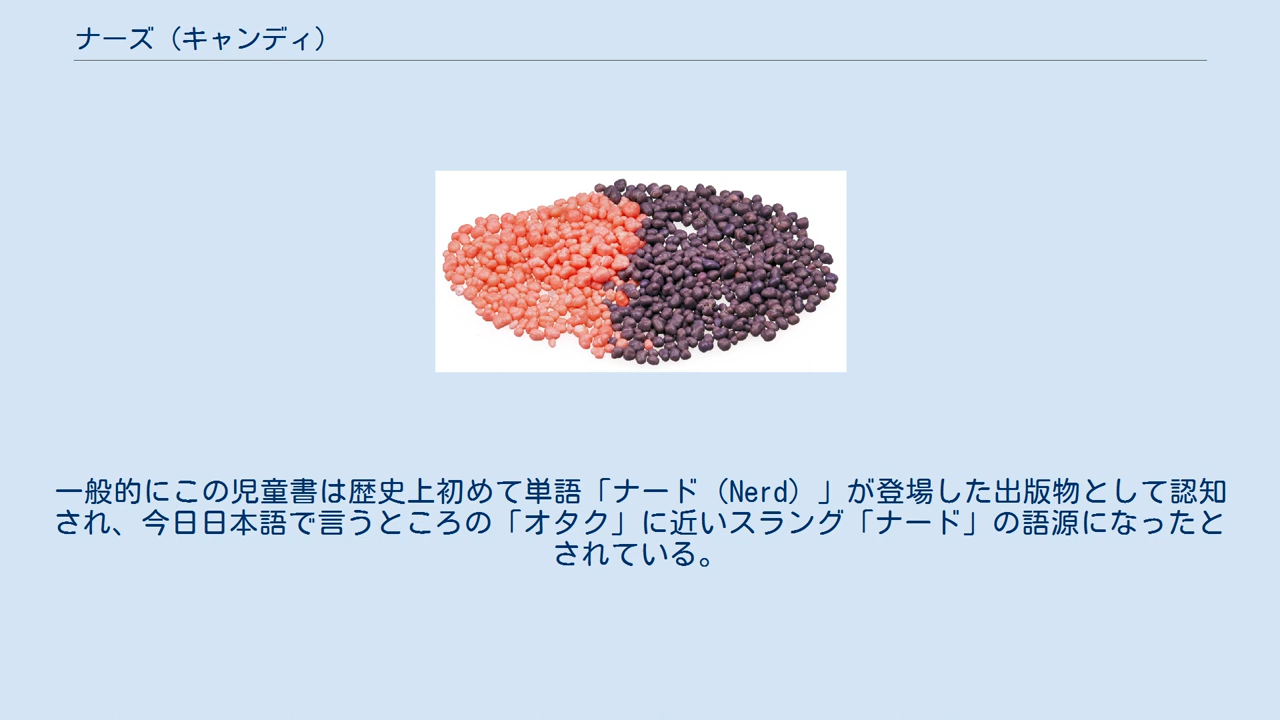 ナーズ（キャンディ）
一般的にこの児童書は歴史上初めて単語「ナード（Nerd）」が登場した出版物として認知
され、今日日本語で言うところの「オタク」に近いスラング「ナード」の語源になったと
されている。